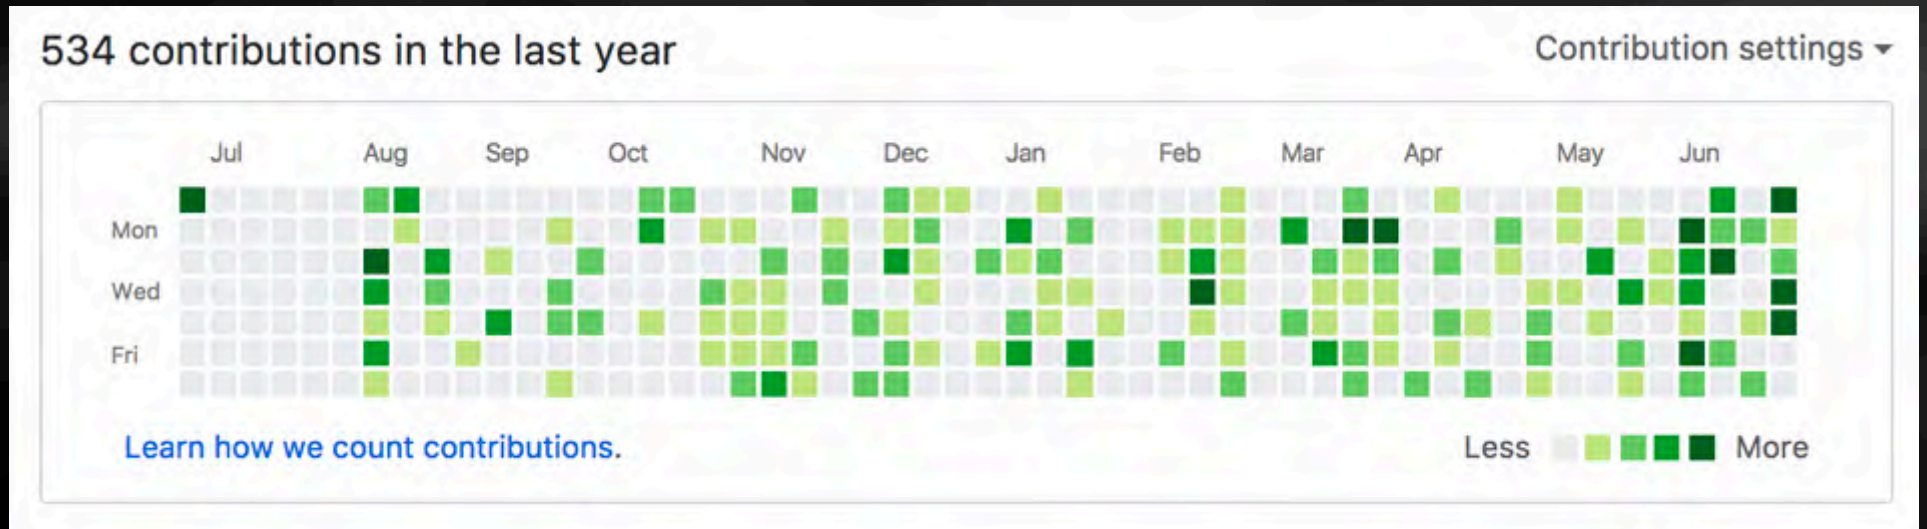 534 contributions in the last year
Contribution settings
Jul Aug Sep Oct Nov Dec Jan Feb Mar Apr May Jun
Mon
Wed
Fri
Learn how we count contributions.
Less More